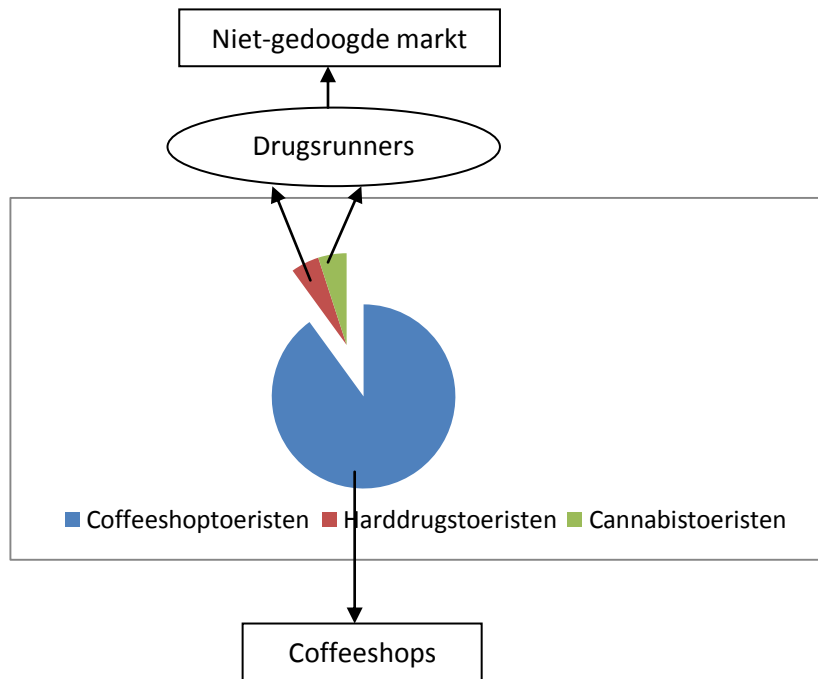 Niet-gedoogde markt
Drugsrunners
Coffeeshoptoeristen Harddrugstoeristen Cannabistoeristen
Coffeeshops